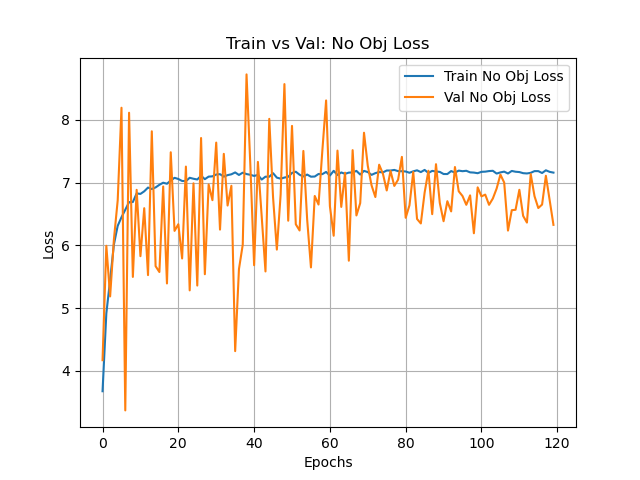 Train vs Val: No Obj Loss
Train No Obj Loss
Val No Obj Loss
8
7
6
5
4
Loss
0 20 40 60 80 100 120
Epochs